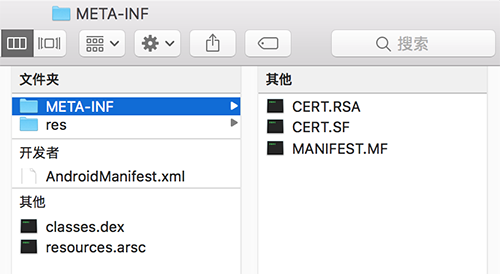 META-INF
搜索
文件夹
META-INF
res
开发者
AndroidManifest.xml
其他
classes.dex
resources.arsc
其他
CERT.RSA
CERT.SF
MANIFEST.MF